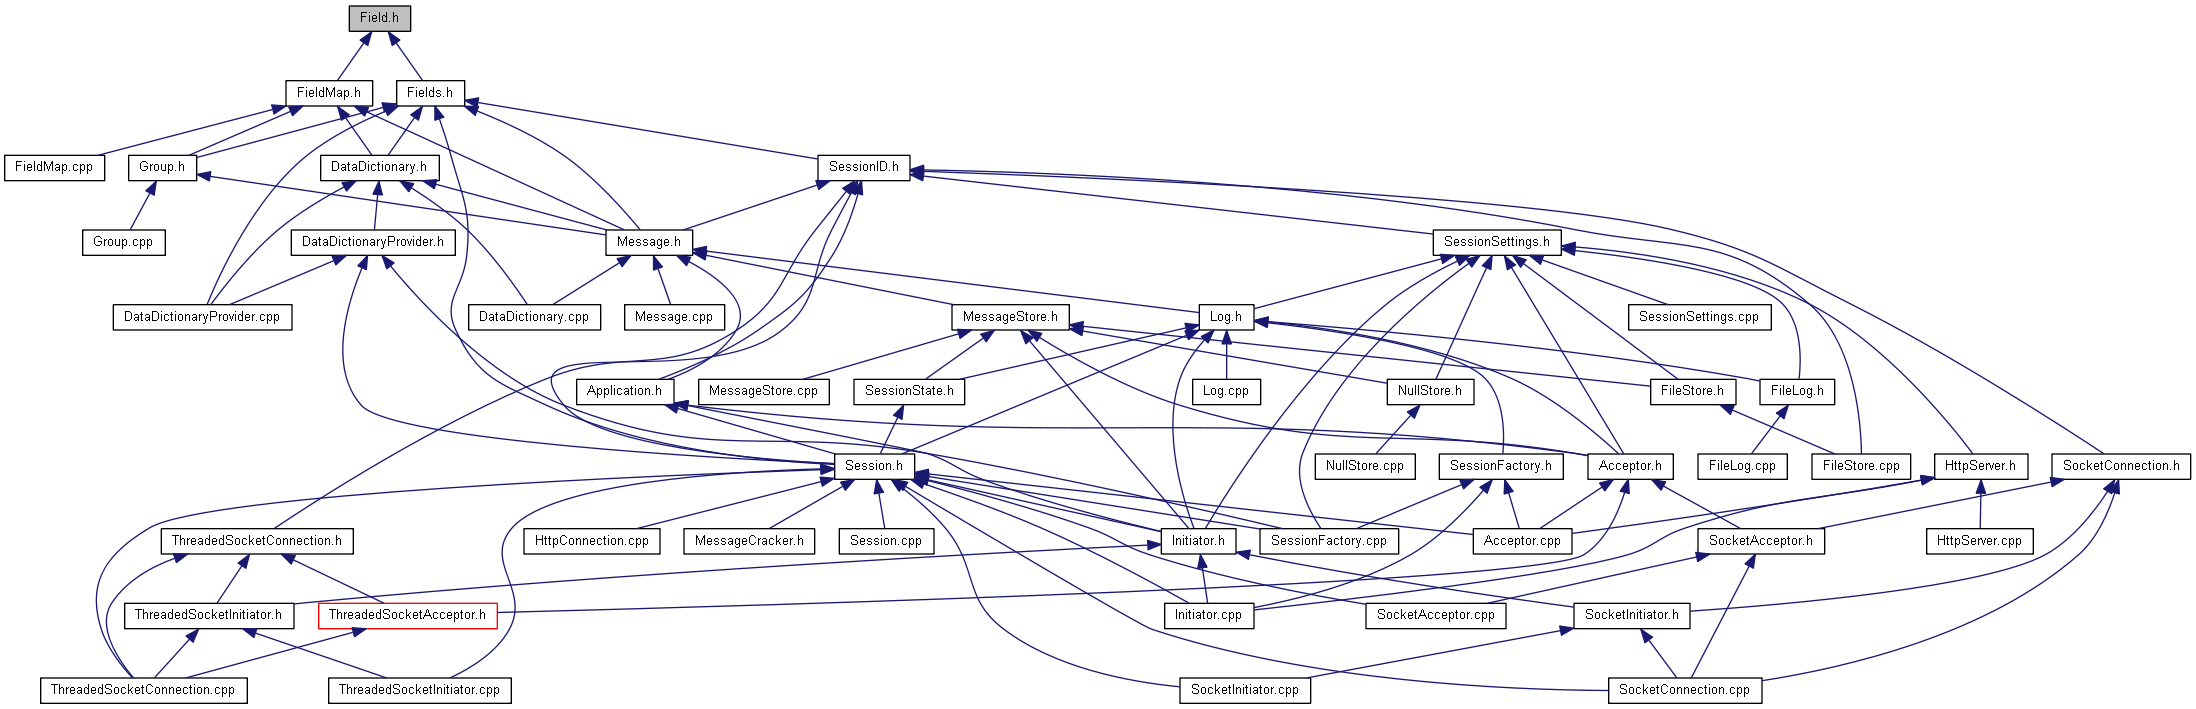 Field.h
FieldMap.h
Fields.h
FieldMap.cpp
Group.h
DataDictionary.h
SessionID.h
Group.cpp
DataDictionaryProvider.h
Message.h
SessionSettings.h
DataDictionaryProvider.cpp
DataDictionary.cpp
Message.cpp
MessageStore.h
Log.h
SessionSettings.cpp
Application.h
MessageStore.cpp
SessionState.h
Log.cpp
NullStore.h
FileStore.h
FileLog.h
Session.h
NullStore.cpp
SessionFactory.h
Acceptor.h
FileLog.cpp
FileStore.cpp
HttpServer.h
SocketConnection.h
ThreadedSocketConnection.h
HttpConnection.cpp
MessageCracker.h
Session.cpp
Initiator.h
SessionFactory.cpp
Acceptor.cpp
SocketAcceptor.h
HttpServer.cpp
ThreadedSocketInitiator.h
ThreadedSocketAcceptor.h
Initiator.cpp
SocketAcceptor.cpp
SocketInitiator.h
ThreadedSocketConnection.cpp
ThreadedSocketInitiator.cpp
SocketInitiator.cpp
SocketConnection.cpp